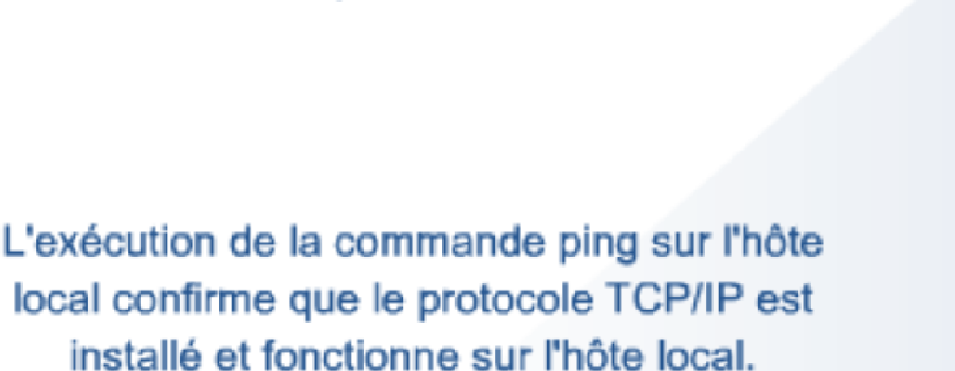 L'exécution de la commande ping sur l'hôte
local confirme que le protocole TCP/IP est
installé et fonctionne sur l'hôte local.